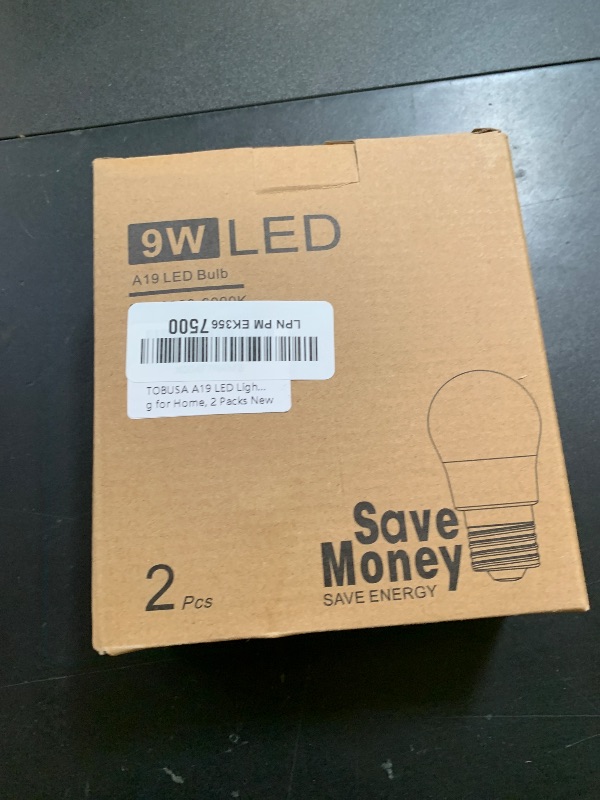 9W LED
A19 LED Bulb
LPN PM EK356 7500
TOBUSA A19 LED Ligh...
g for Home, 2 Packs New
Save
Money
SAVE ENERGY
2 Pcs